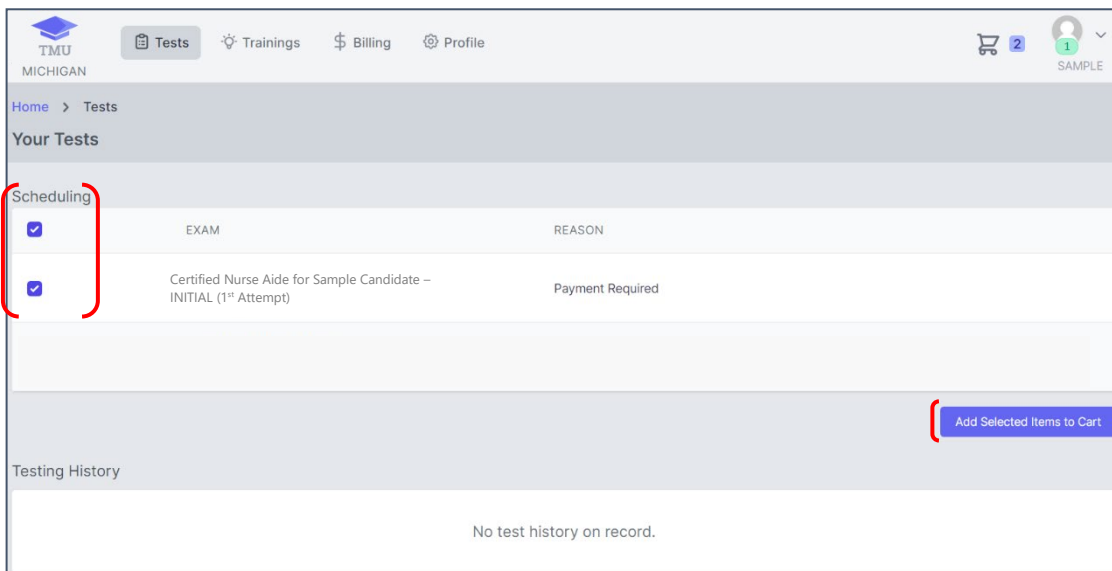 TMU
MICHIGAN
Tests
Trainings
$ Billing
Profile
2
1
SAMPLE
Home > Tests
Your Tests
Scheduling
EXAM
REASON
Certified Nurse Aide for Sample Candidate –
INITIAL (1st Attempt)
Payment Required
Add Selected Items to Cart
Testing History
No test history on record.